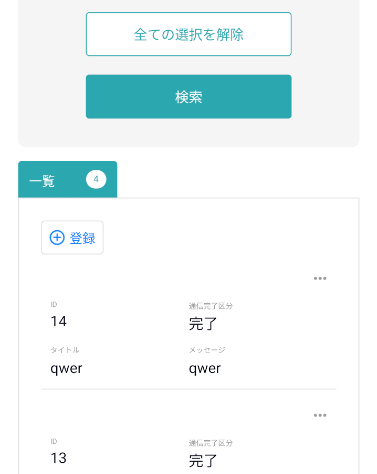 全ての選択を解除
検索
一覧 4
登録
ID 通信完了区分
14 完了
タイトル メッセージ
qwer qwer
ID 通信完了区分
13 完了